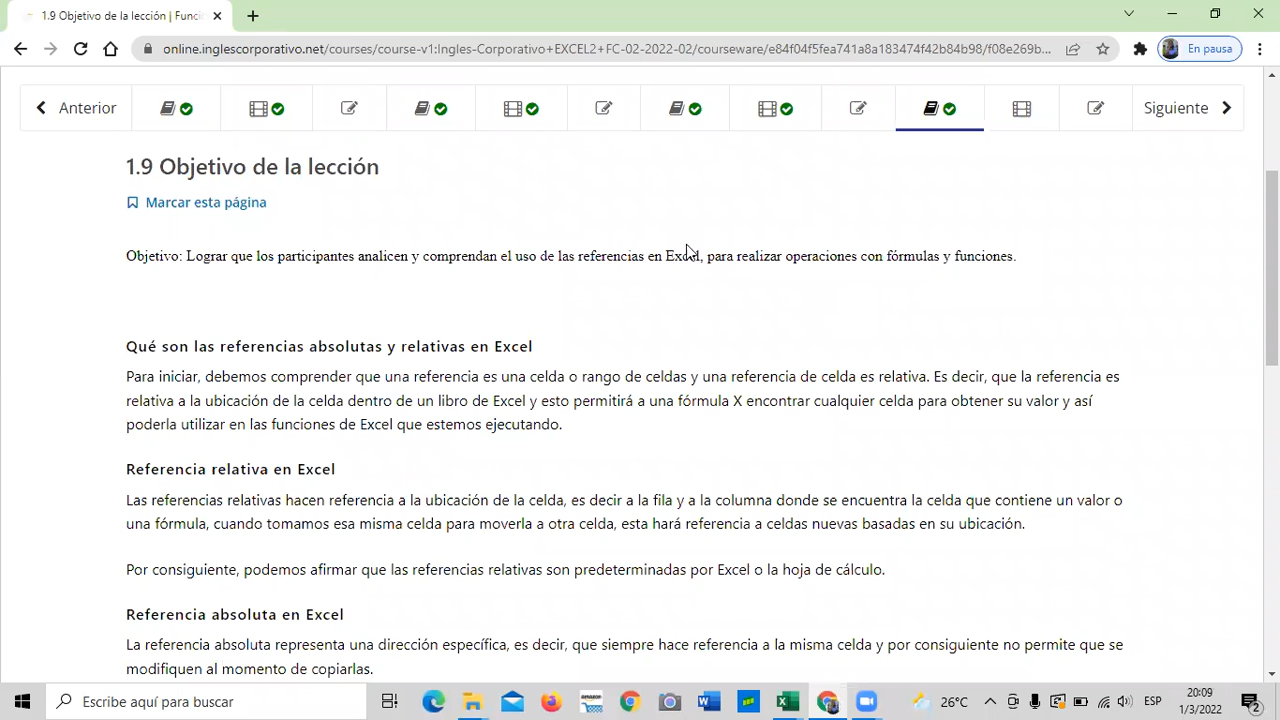 1.9 Objetivo de la lección | Funci
online.inglescorporativo.net/courses/course-v1:Ingles-Corporativo+EXCEL2+FC-02-2022-02/courseware/e84f04f5fea741a8a183474f42b84b98/f08e269b...
En pausa
Anterior
Siguiente
1.9 Objetivo de la lección
Marcar esta página
Objetivo: Lograr que los participantes analicen y comprendan el uso de las referencias en Excel, para realizar operaciones con fórmulas y funciones.
Qué son las referencias absolutas y relativas en Excel
Para iniciar, debemos comprender que una referencia es una celda o rango de celdas y una referencia de celda es relativa. Es decir, que la referencia es
relativa a la ubicación de la celda dentro de un libro de Excel y esto permitirá a una fórmula X encontrar cualquier celda para obtener su valor y así
poderla utilizar en las funciones de Excel que estemos ejecutando.
Referencia relativa en Excel
Las referencias relativas hacen referencia a la ubicación de la celda, es decir a la fila y a la columna donde se encuentra la celda que contiene un valor o
una fórmula, cuando tomamos esa misma celda para moverla a otra celda, esta hará referencia a celdas nuevas basadas en su ubicación.
Por consiguiente, podemos afirmar que las referencias relativas son predeterminadas por Excel o la hoja de cálculo.
Referencia absoluta en Excel
La referencia absoluta representa una dirección específica, es decir, que siempre hace referencia a la misma celda y por consiguiente no permite que se
modifiquen al momento de copiarlas.
Escribe aquí para buscar
amazon
26°C
ESP
20:09
1/3/2022
2